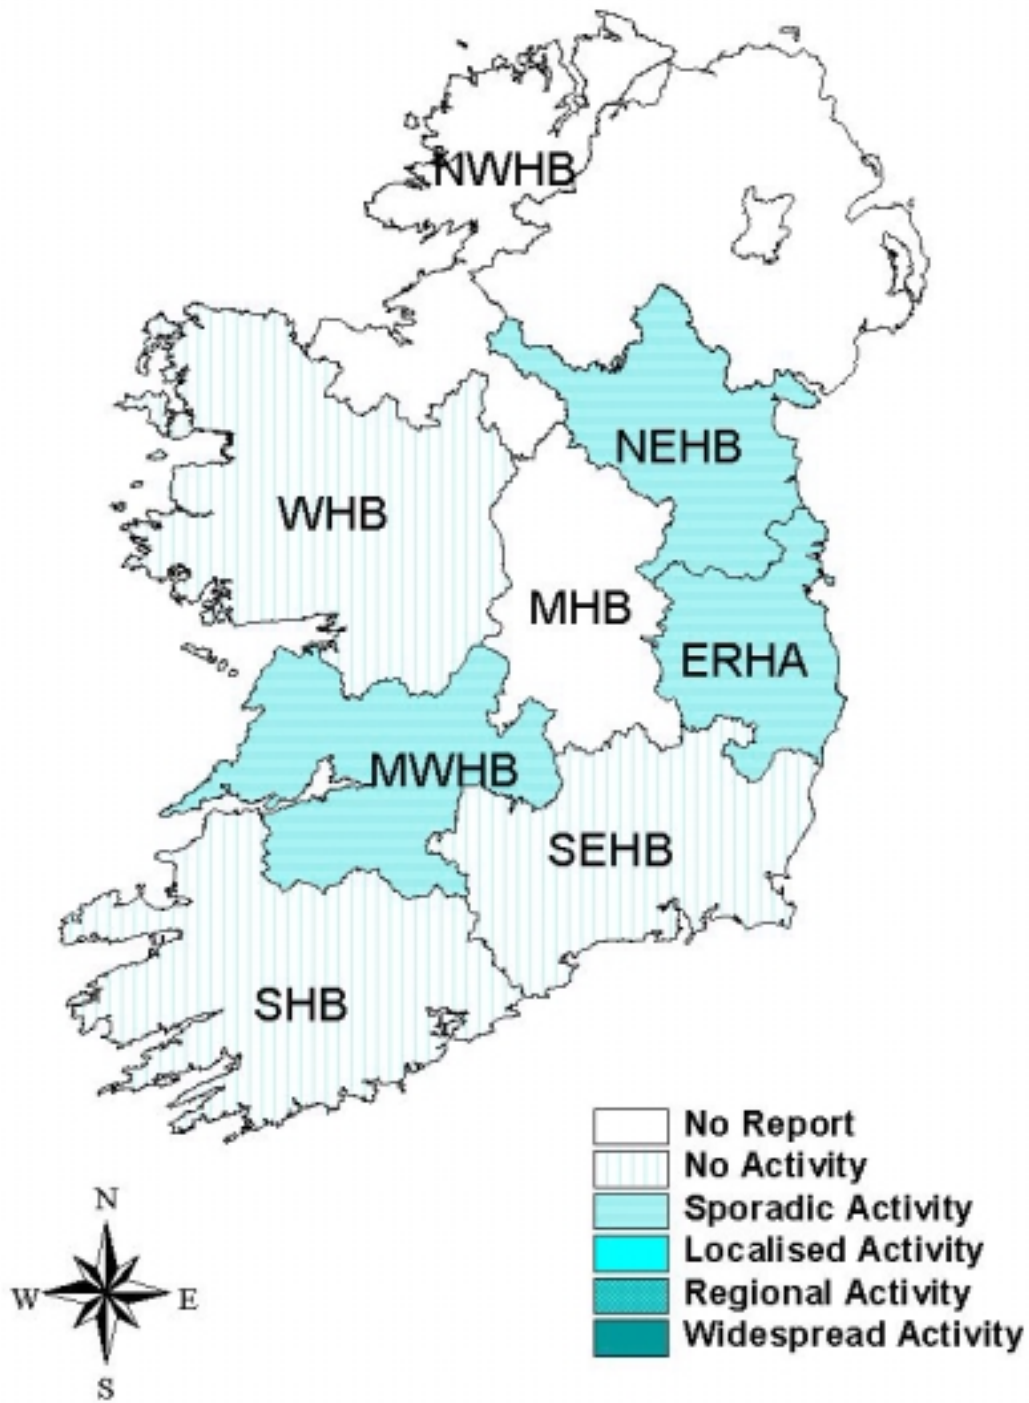 NWHB
NEHB
WHB
MHB
ERHA
MWHB
SEHB
SHB
No Report
No Activity
Sporadic Activity
Localised Activity
Regional Activity
Widespread Activity
N
W E
S